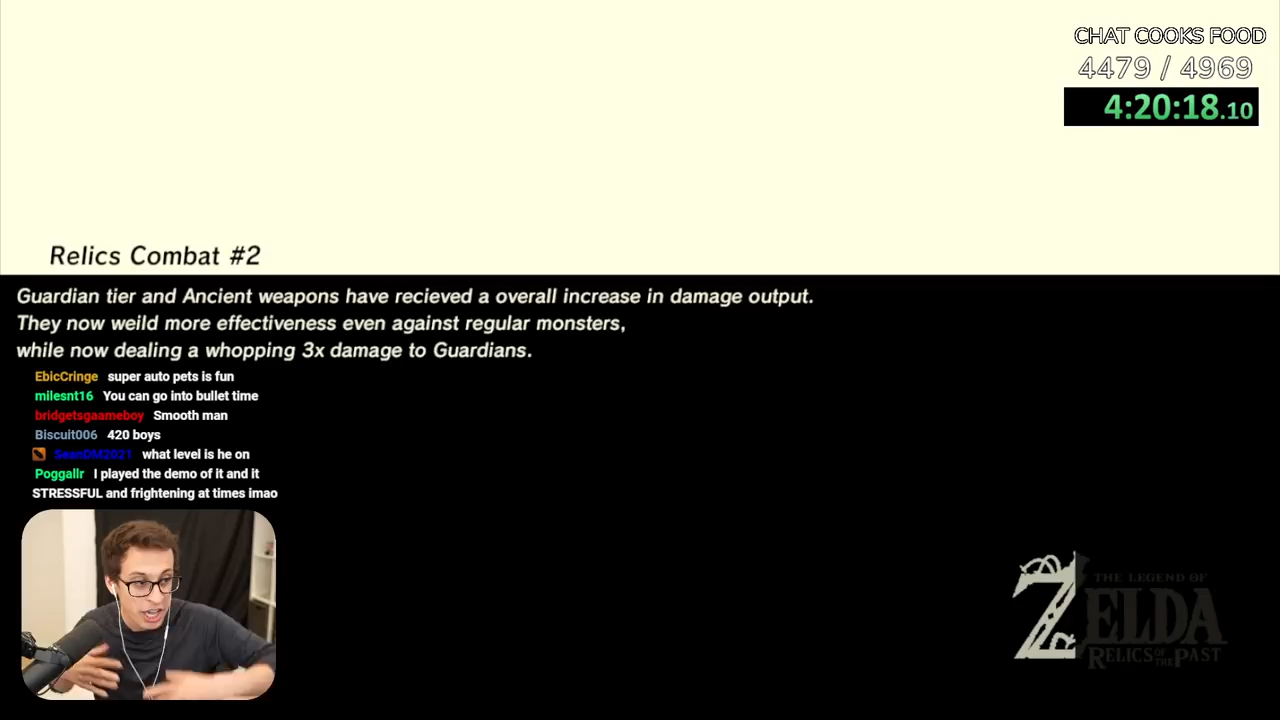 CHAT COOKS FOOD
4479 / 4969
4:20:18.10
Relics Combat #2
Guardian tier and Ancient weapons have recieved a overall increase in damage output.
They now weild more effectiveness even against regular monsters,
while now dealing a whopping 3x damage to Guardians.
EbicCringe super auto pets is fun
milesnt16 You can go into bullet time
bridgetsgaameboy Smooth man
Biscuit006 420 boys
SeanDM2021 what level is he on
Poggallr I played the demo of it and it
STRESSFUL and frightening at times imao
THE LEGEND OF
ZELDA
RELICS OF THE PAST